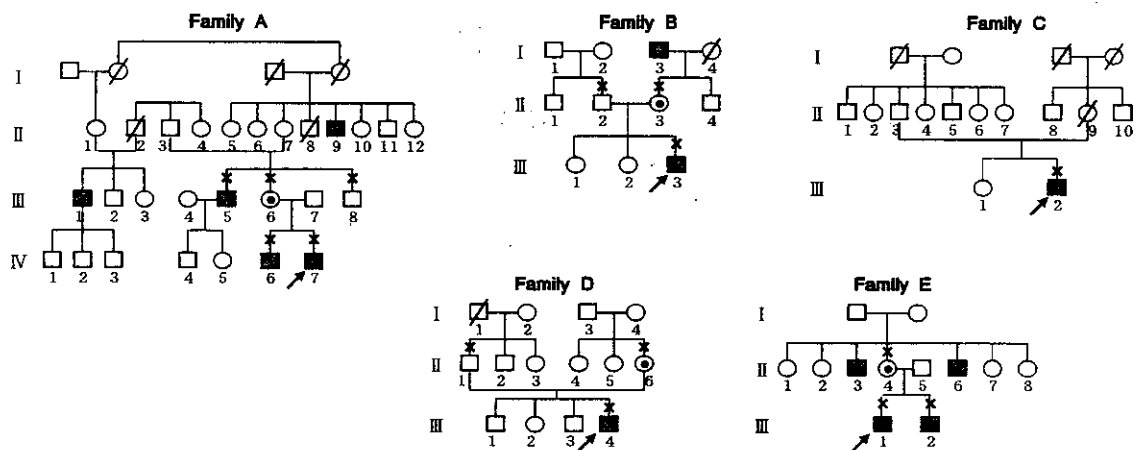 Family A
I
II
1 2 3 4 5 6 7 8 9 10 11 12
III
1 2 3 4 5 6 7 8
IV
1 2 3 4 5 6 7
Family B
I
1 2 3 4
II
1 2 3 4
III
1 2 3
Family C
I
II
1 2 3 4 5 6 7 8 9 10
III
1 2
Family D
I
1 2 3 4
II
1 2 3 4 5 6
III
1 2 3 4
Family E
I
II
1 2 3 4 5 6 7 8
III
1 2